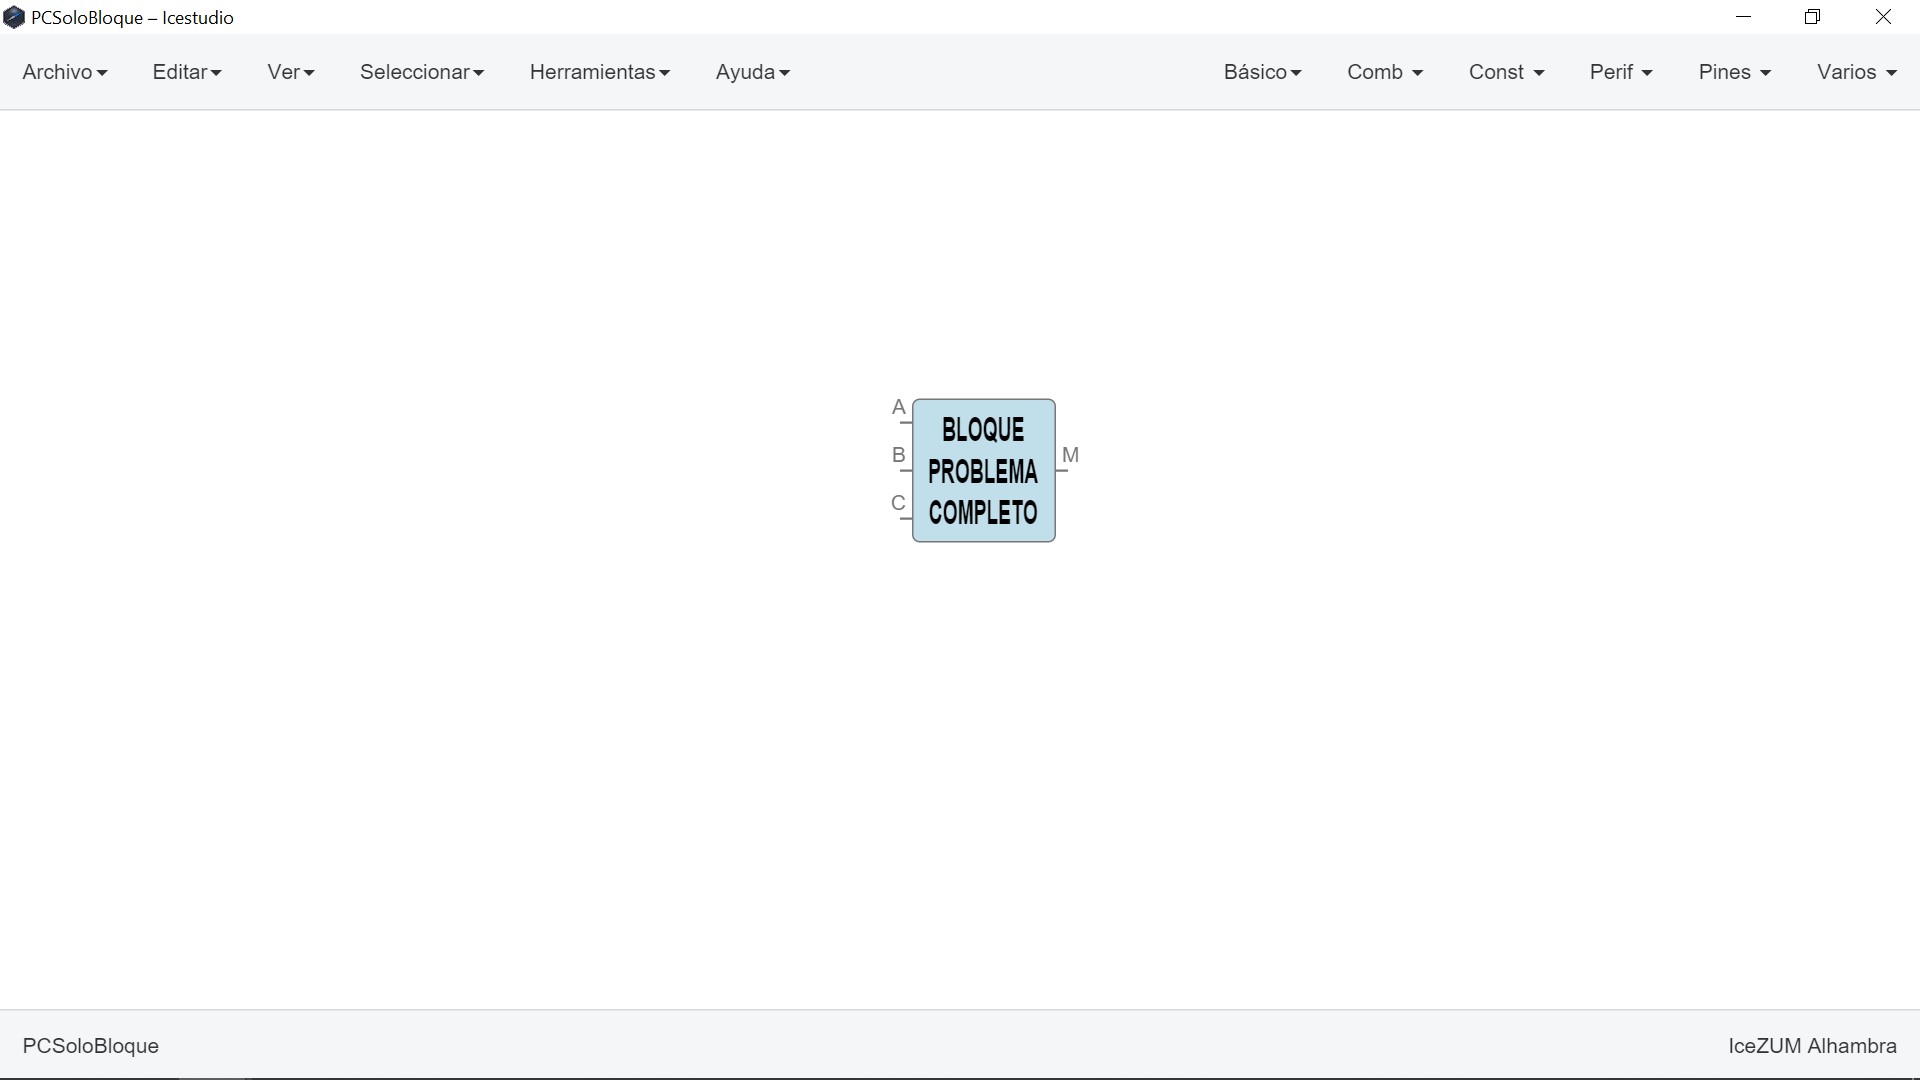 PCSoloBloque – Icestudio
Archivo Editar Ver Seleccionar Herramientas Ayuda Básico Comb Const Perif Pines Varios
A
BLOQUE
B
PROBLEMA
M
C
COMPLETO
PCSoloBloque IceZUM Alhambra